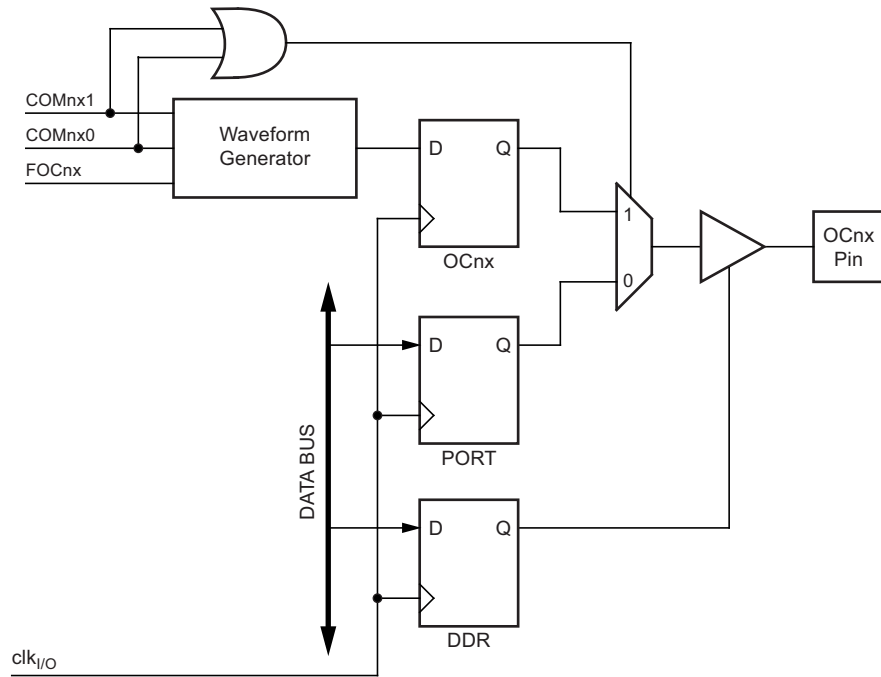 COMnx1
COMnx0
FOCnx
Waveform
Generator
D Q
OCnx
1
0
OCnx
Pin
D Q
PORT
DATA BUS
D Q
DDR
clkI/O